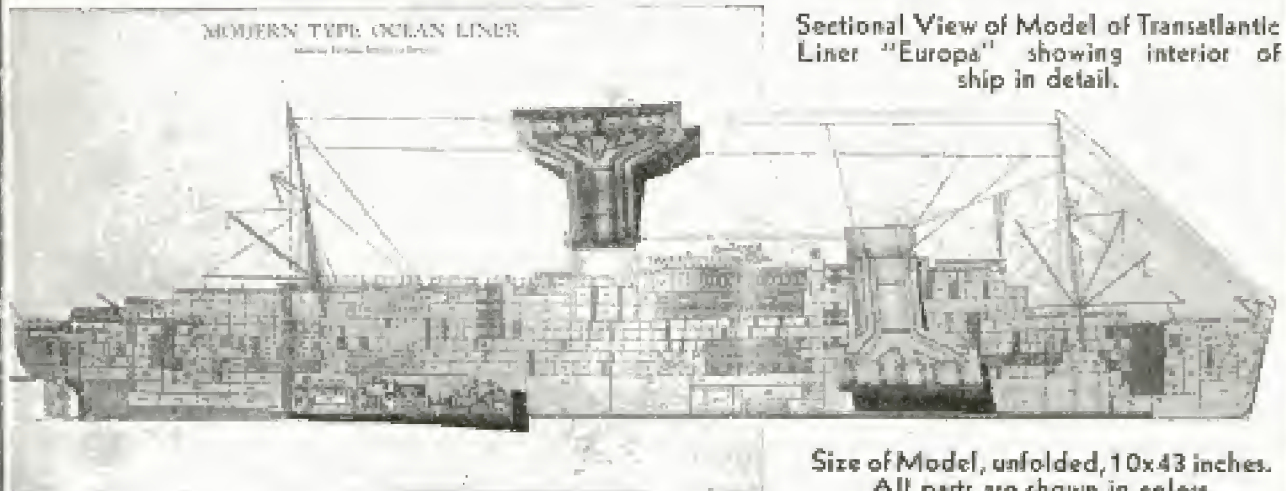 MODERN TYPE OCEAN LINER
Sectional View of Model of Transatlantic
Liner "Europa" showing interior of
ship in detail.
Size of Model, unfolded, 10x43 inches.
All parts are shown in colors